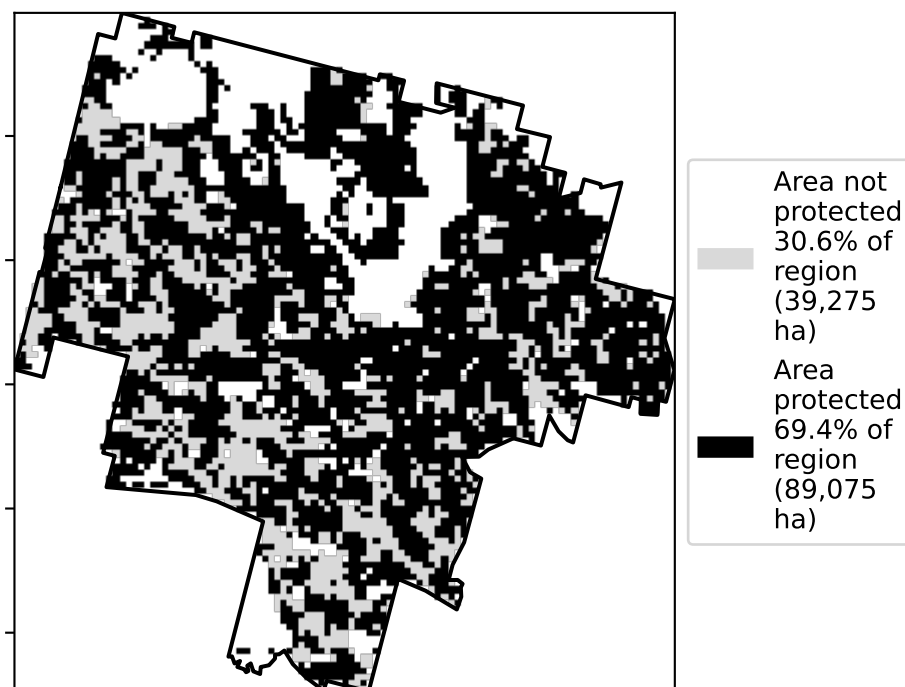 Area not
protected
30.6% of
region
(39,275
ha)
Area
protected
69.4% of
region
(89,075
ha)